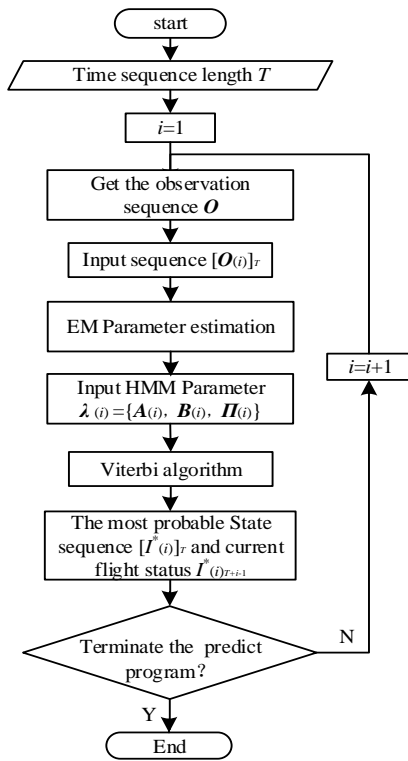 start
Time sequence length T
i=1
Get the observation
sequence O
Input sequence [O(i)]T
EM Parameter estimation
i=i+1
Input HMM Parameter
λ(i)={A(i), B(i), Π(i)}
Viterbi algorithm
The most probable State
sequence [I*(i)]T and current
flight status I*(i)T+i-1
Terminate the predict
program?
N
Y
End